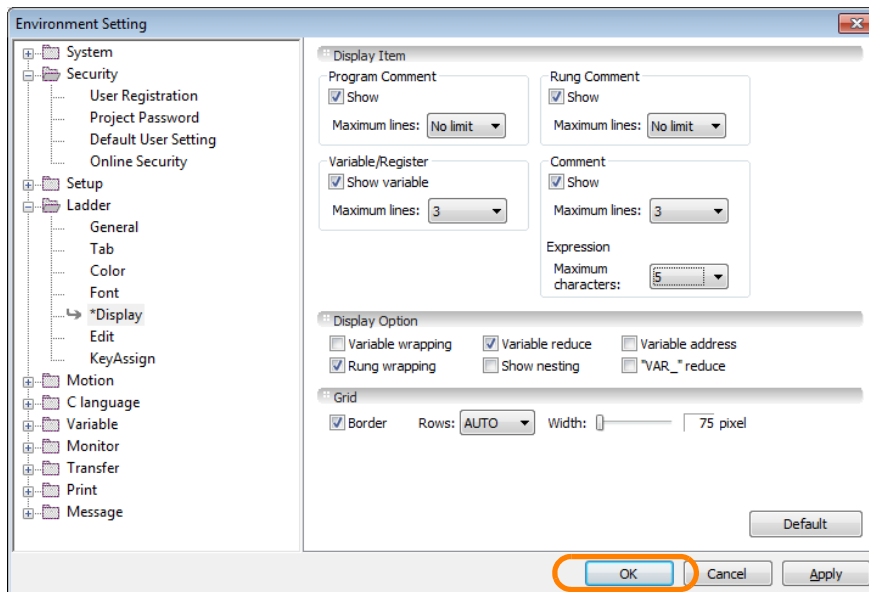 Environment Setting
System
Security
User Registration
Project Password
Default User Setting
Online Security
Setup
Ladder
General
Tab
Color
Font
*Display
Edit
KeyAssign
Motion
C language
Variable
Monitor
Transfer
Print
Message
Display Item
Program Comment
Show
Maximum lines: No limit
Rung Comment
Show
Maximum lines: No limit
Variable/Register
Show variable
Maximum lines: 3
Comment
Show
Maximum lines: 3
Expression
Maximum
characters: 5
Display Option
Variable wrapping Variable reduce Variable address
Rung wrapping Show nesting "VAR_" reduce
Grid
Border Rows: AUTO Width: 75 pixel
Default
OK Cancel Apply